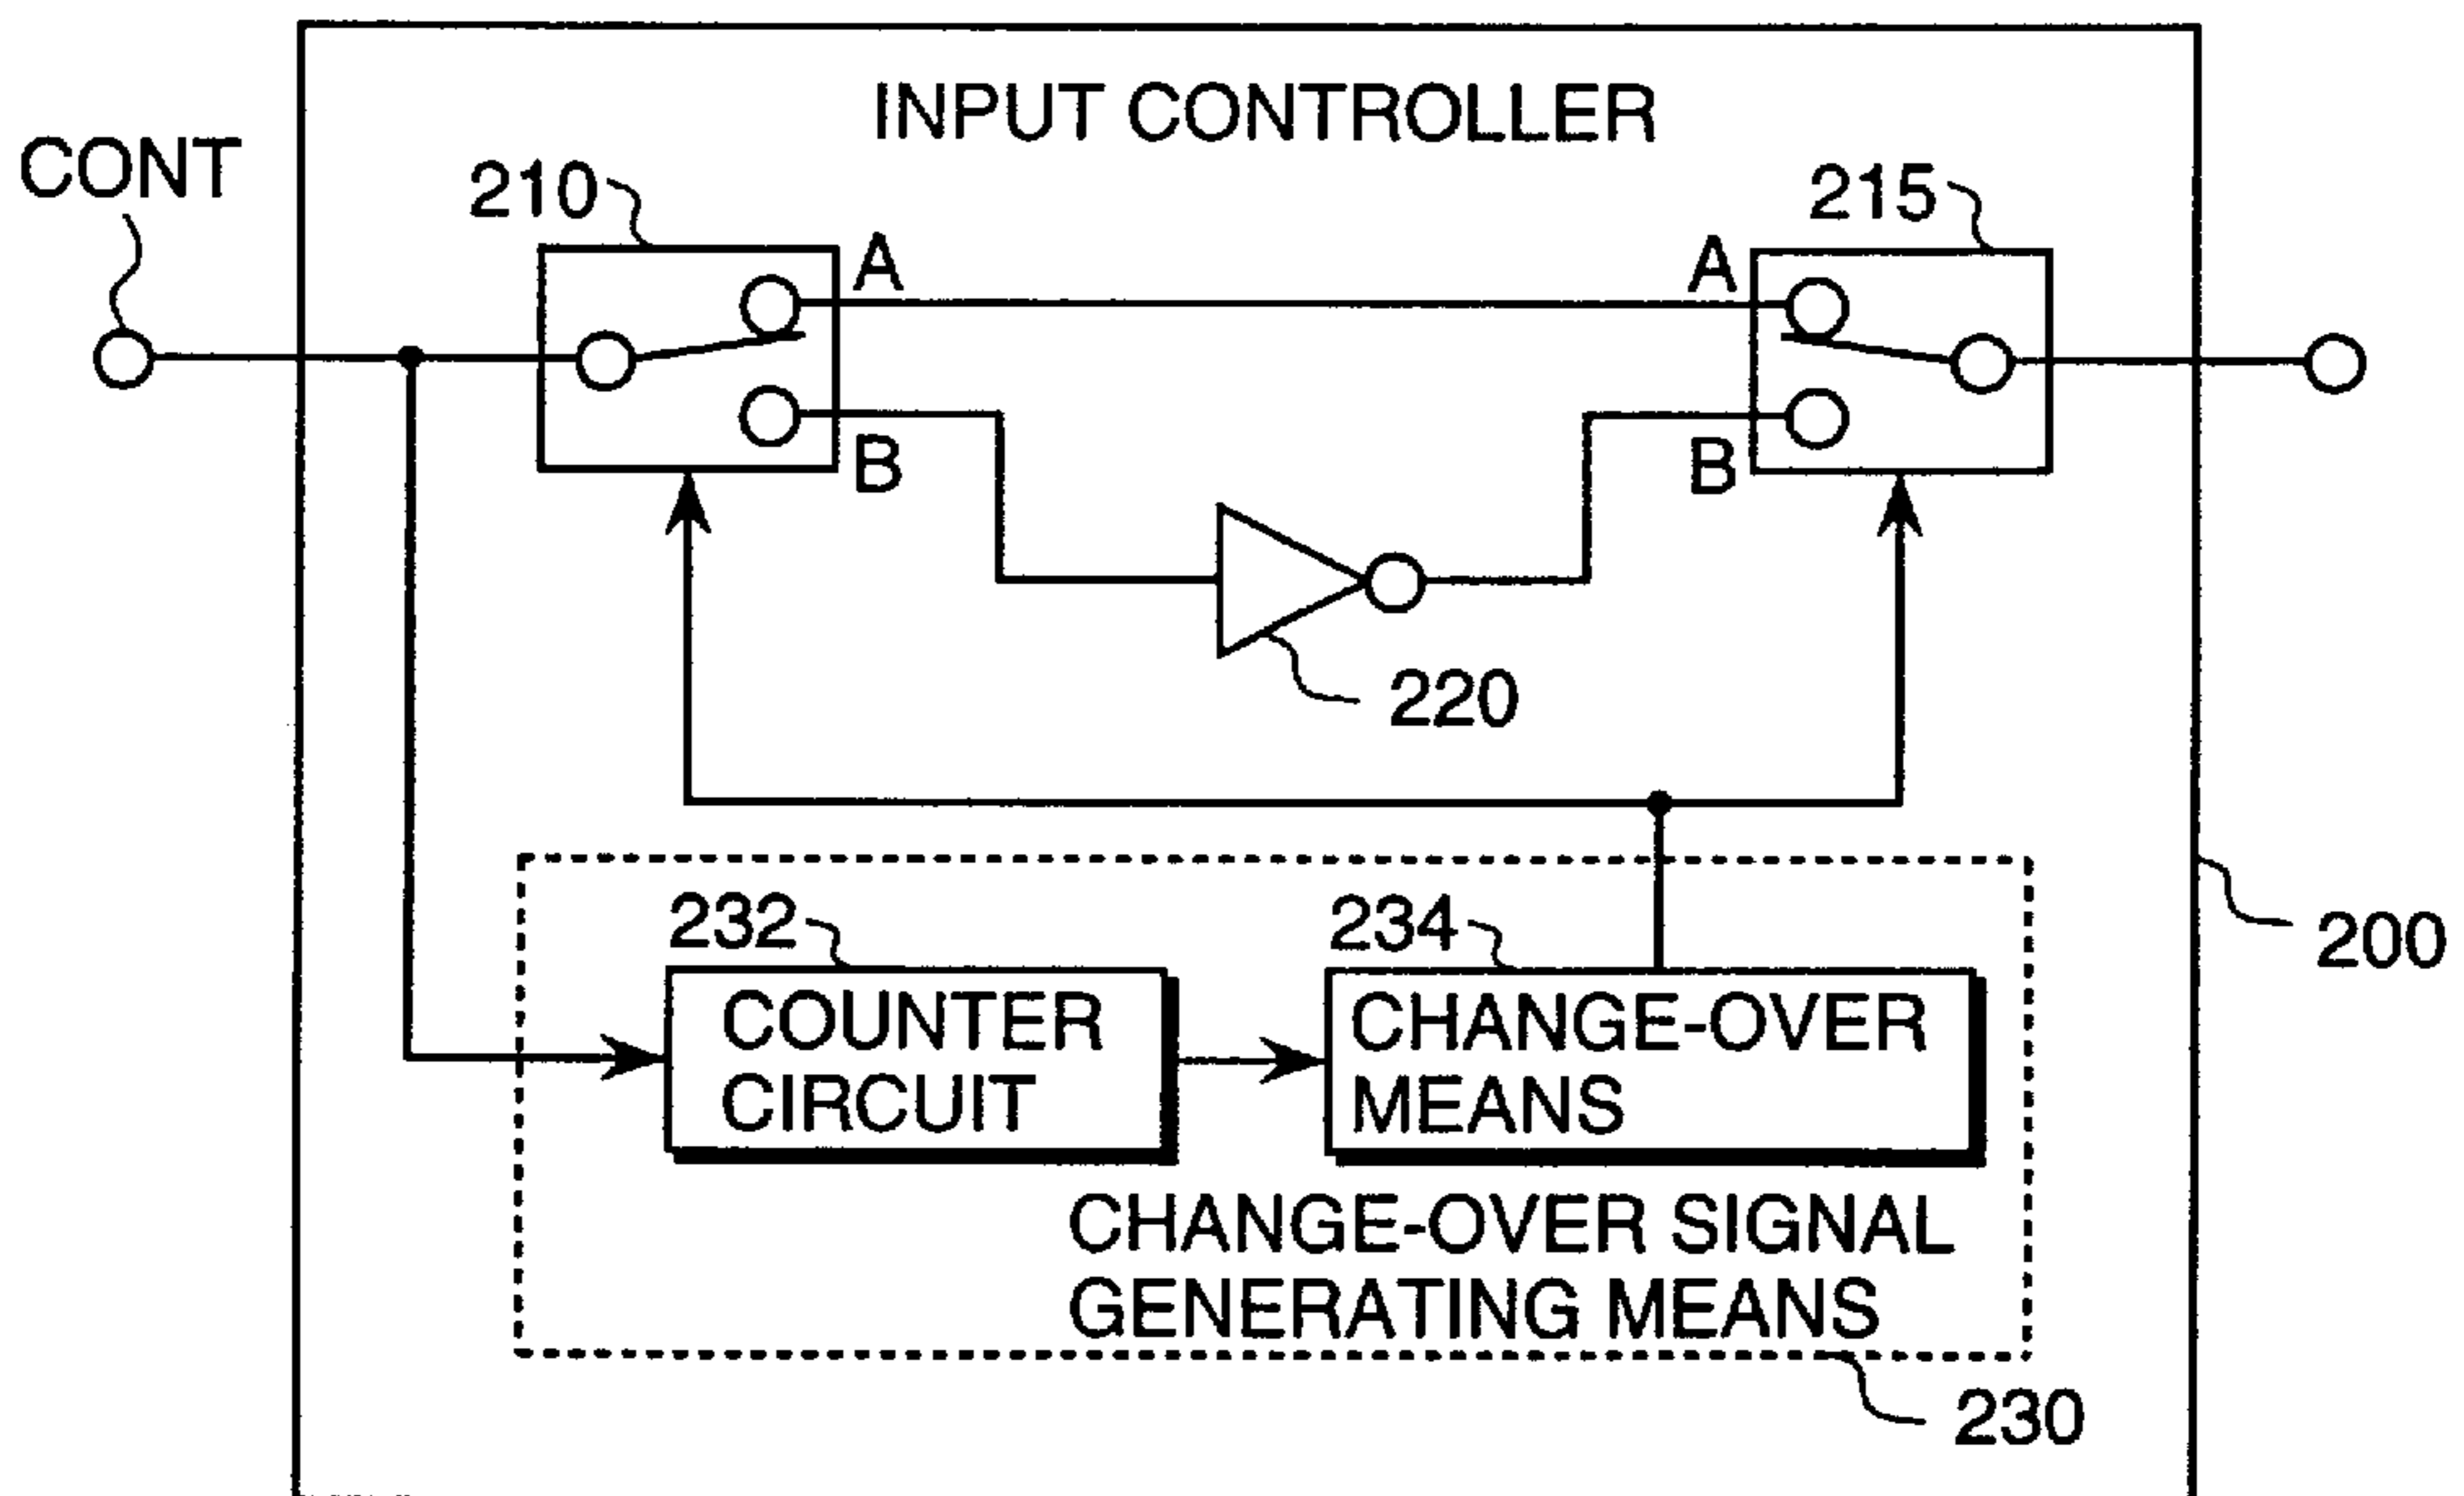 INPUT CONTROLLER
CONT
210
215
A
A
B
B
220
232
234
200
COUNTER
CIRCUIT
CHANGE-OVER
MEANS
CHANGE-OVER SIGNAL
GENERATING MEANS
230